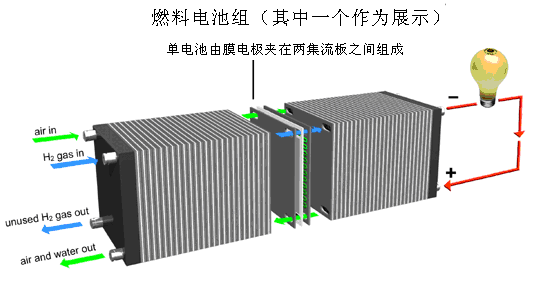 燃料电池组（其中一个作为展示）
单电池由膜电极夹在两集流板之间组成
air in
H₂ gas in
unused H₂ gas out
air and water out
−
+